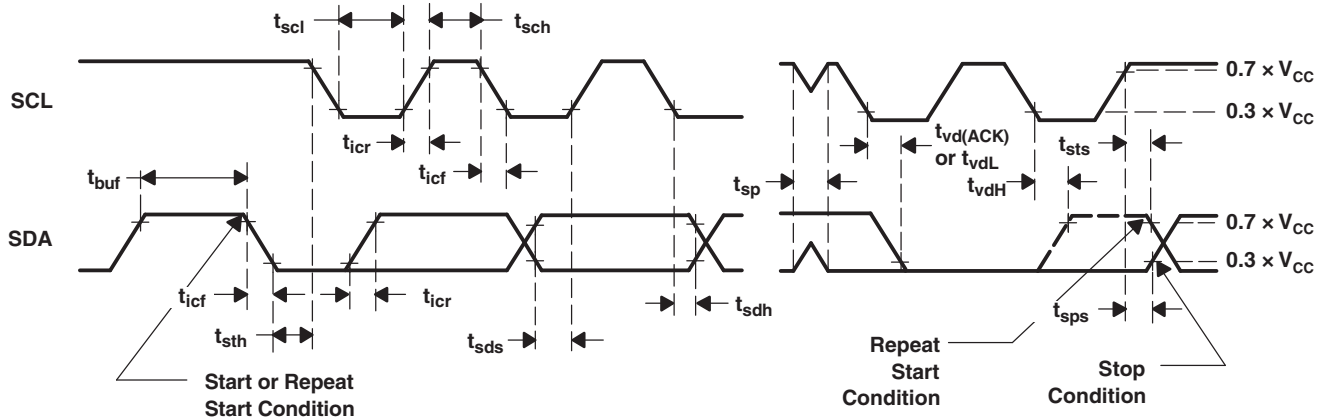 tscl
tsch
0.7 × VCC
SCL
0.3 × VCC
ticr
tvd(ACK)
or tvdL
tsts
tbuf
ticf
tsp
tvdH
SDA
0.7 × VCC
0.3 × VCC
ticf
ticr
tsdh
tsps
tsth
tsds
Repeat
Start
Condition
Stop
Condition
Start or Repeat
Start Condition